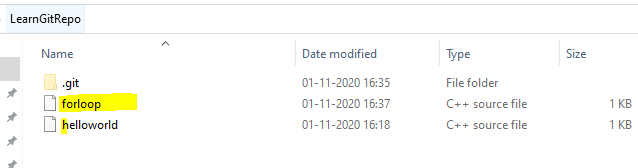 LearnGitRepo
Name Date modified Type Size
.git 01-11-2020 16:35 File folder
forloop 01-11-2020 16:37 C++ source file 1 KB
helloworld 01-11-2020 16:18 C++ source file 1 KB